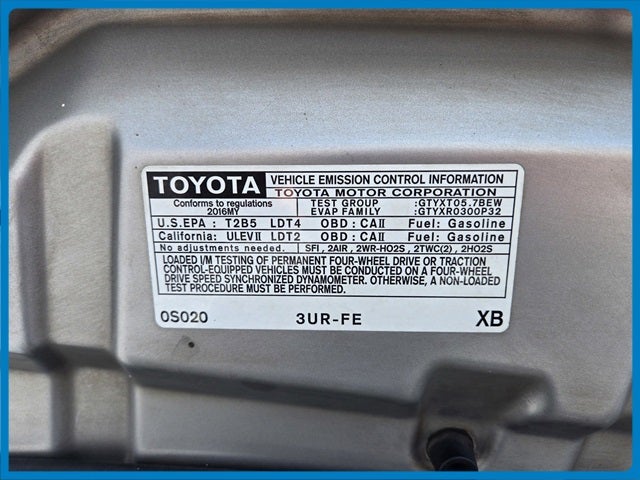 TOYOTA VEHICLE EMISSION CONTROL INFORMATION
TOYOTA MOTOR CORPORATION
Conforms to regulations
2016MY
TEST GROUP :GTYXT05.7BEW
EVAP FAMILY :GTYXR0300P32
U.S.EPA : T2B5 LDT4 OBD : CAII Fuel: Gasoline
California: ULEVII LDT2 OBD : CAII Fuel: Gasoline
No adjustments needed. SFI , 2AIR , 2WR-HO2S , 2TWC(2) , 2HO2S
LOADED I/M TESTING OF PERMANENT FOUR-WHEEL DRIVE OR TRACTION
CONTROL-EQUIPPED VEHICLES MUST BE CONDUCTED ON A FOUR-WHEEL
DRIVE SPEED SYNCHRONIZED DYNAMOMETER. OTHERWISE, A NON-LOADED
TEST PROCEDURE MUST BE PERFORMED.
0S020 3UR-FE XB